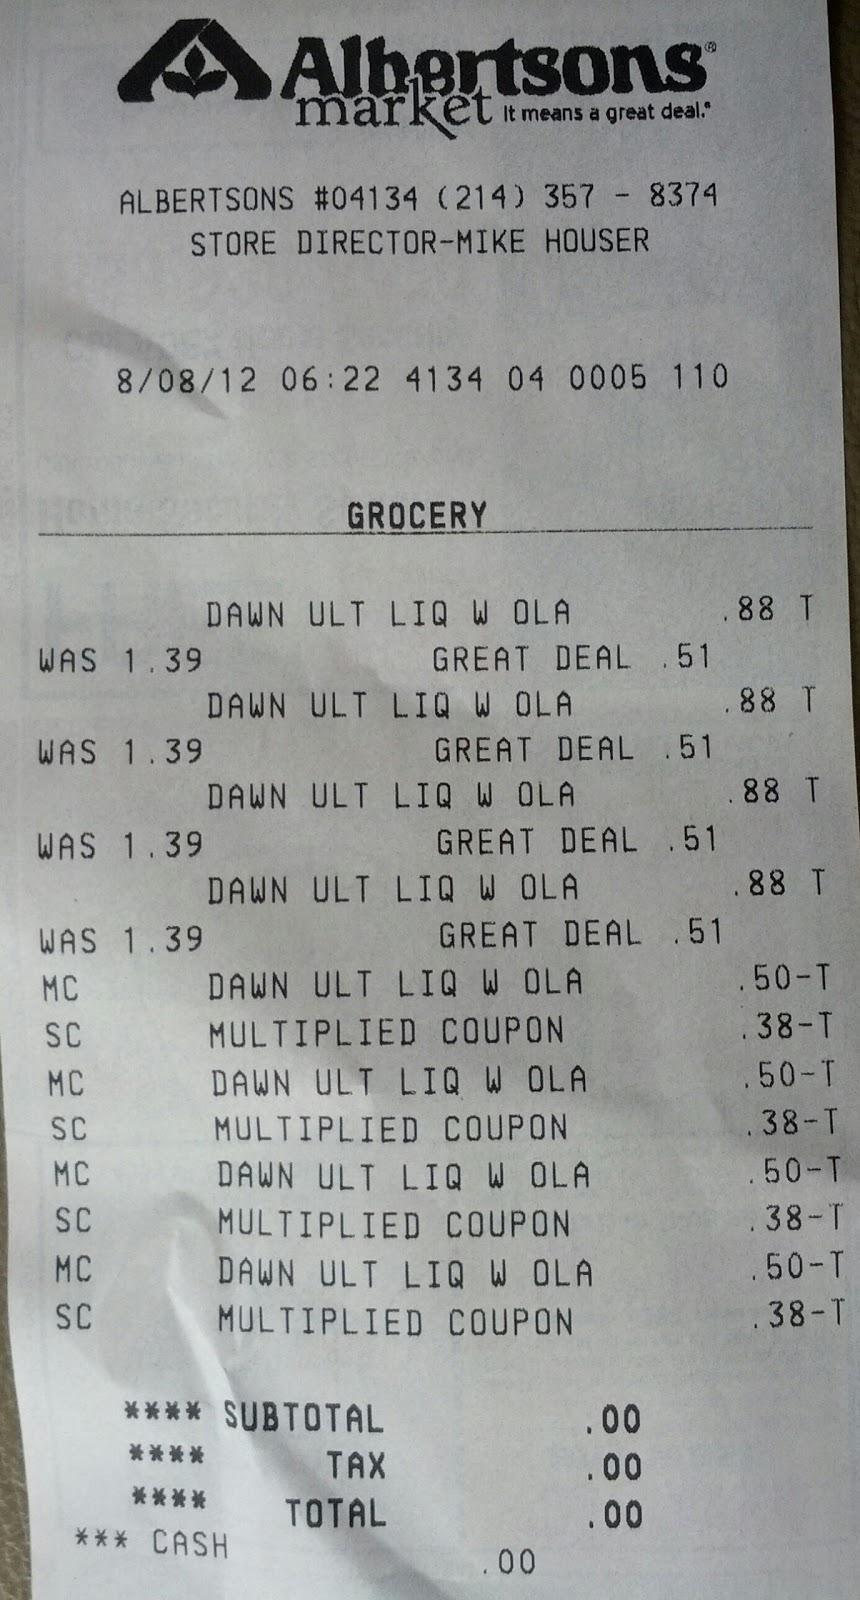 Albertsons®
market It means a great deal.®
ALBERTSONS #04134 (214) 357 - 8374
STORE DIRECTOR-MIKE HOUSER
8/08/12 06:22 4134 04 0005 110
GROCERY
DAWN ULT LIQ W OLA .88 T
WAS 1.39 GREAT DEAL .51
DAWN ULT LIQ W OLA .88 T
WAS 1.39 GREAT DEAL .51
DAWN ULT LIQ W OLA .88 T
WAS 1.39 GREAT DEAL .51
DAWN ULT LIQ W OLA .88 T
WAS 1.39 GREAT DEAL .51
MC DAWN ULT LIQ W OLA .50-T
SC MULTIPLIED COUPON .38-T
MC DAWN ULT LIQ W OLA .50-T
SC MULTIPLIED COUPON .38-T
MC DAWN ULT LIQ W OLA .50-T
SC MULTIPLIED COUPON .38-T
MC DAWN ULT LIQ W OLA .50-T
SC MULTIPLIED COUPON .38-T
**** SUBTOTAL .00
**** TAX .00
**** TOTAL .00
*** CASH .00